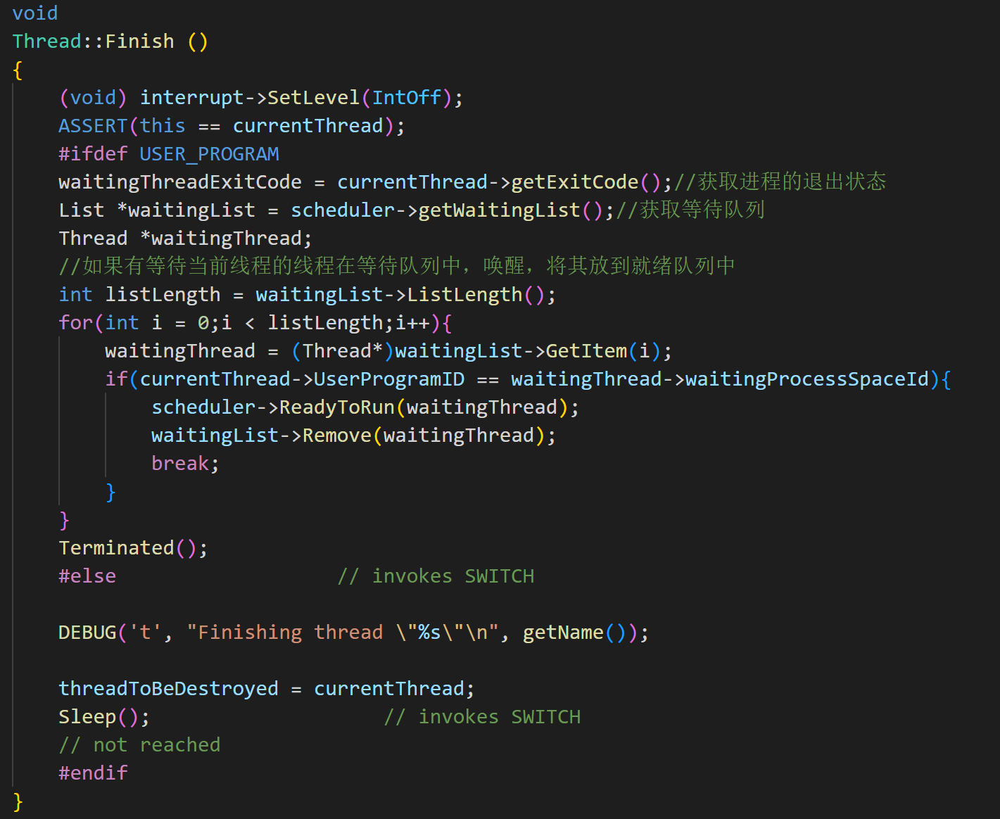 void
Thread::Finish ()
{
    (void) interrupt->SetLevel(IntOff);
    ASSERT(this == currentThread);
    #ifdef USER_PROGRAM
    waitingThreadExitCode = currentThread->getExitCode();//获取进程的退出状态
    List *waitingList = scheduler->getWaitingList();//获取等待队列
    Thread *waitingThread;
    //如果有等待当前线程的线程在等待队列中，唤醒，将其放到就绪队列中
    int listLength = waitingList->ListLength();
    for(int i = 0;i < listLength;i++){
        waitingThread = (Thread*)waitingList->GetItem(i);
        if(currentThread->UserProgramID == waitingThread->waitingProcessSpaceId){
            scheduler->ReadyToRun(waitingThread);
            waitingList->Remove(waitingThread);
            break;
        }
    }
    Terminated();
    #else                   // invokes SWITCH
    DEBUG('t', "Finishing thread \"%s\"\n", getName());
    threadToBeDestroyed = currentThread;
    Sleep();                    // invokes SWITCH
    // not reached
    #endif
}